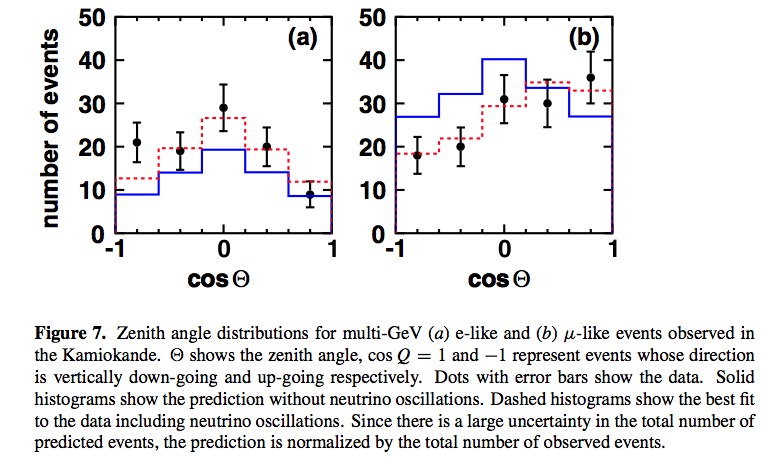 50
40
30
20
10
0
-1
0
1
number of events
cos Θ
(a)
50
40
30
20
10
0
-1
0
1
cos Θ
(b)
Figure 7. Zenith angle distributions for multi-GeV (a) e-like and (b) μ-like events observed in
the Kamiokande. Θ shows the zenith angle, cos Q = 1 and −1 represent events whose direction
is vertically down-going and up-going respectively. Dots with error bars show the data. Solid
histograms show the prediction without neutrino oscillations. Dashed histograms show the best fit
to the data including neutrino oscillations. Since there is a large uncertainty in the total number of
predicted events, the prediction is normalized by the total number of observed events.